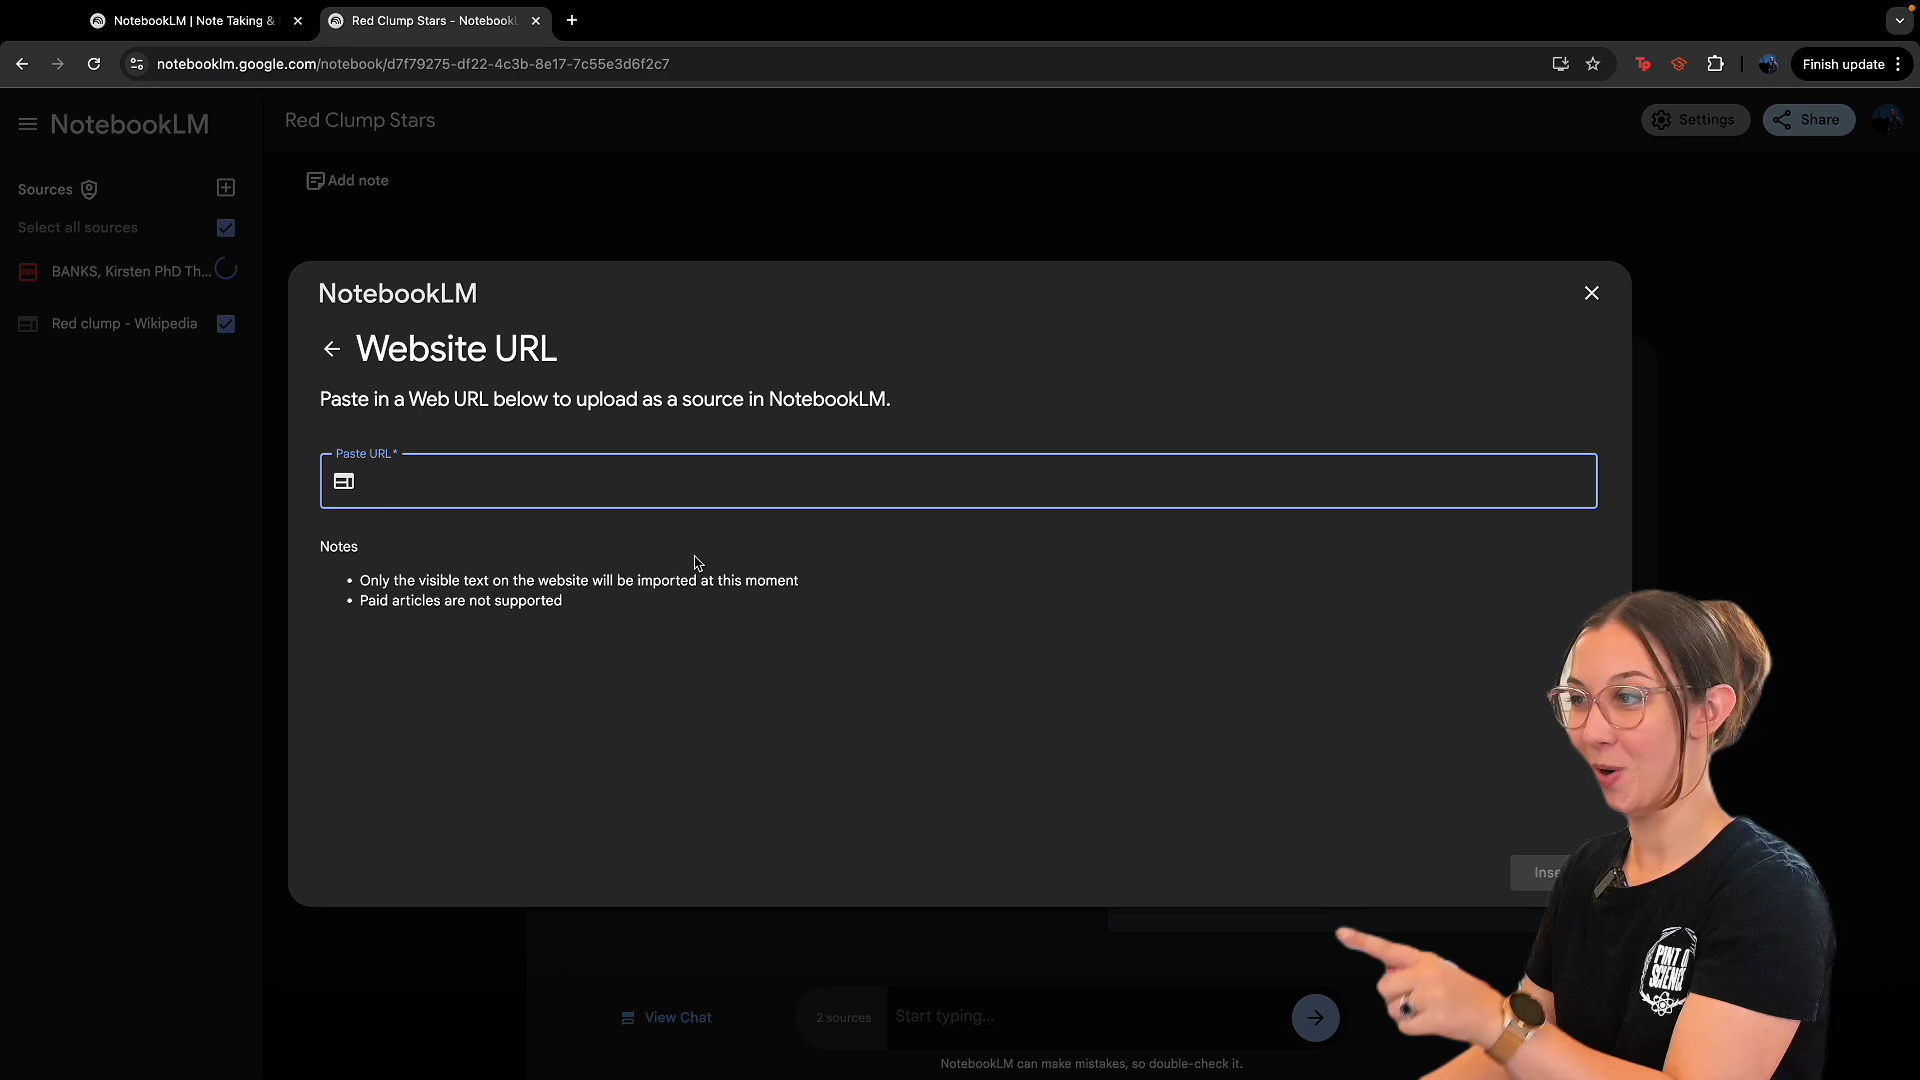 NotebookLM | Note Taking &
Red Clump Stars - Notebook
notebooklm.google.com/notebook/d7f79275-df22-4c3b-8e17-7c55e3d6f2c7
Finish update
NotebookLM
Red Clump Stars
Settings
Share
Sources
Add note
Select all sources
PDF
BANKS, Kirsten PhD Th...
Red clump - Wikipedia
NotebookLM
Website URL
Paste in a Web URL below to upload as a source in NotebookLM.
Paste URL*
Notes
• Only the visible text on the website will be imported at this moment
• Paid articles are not supported
Inse
PINT O
SCIENCE
View Chat
2 sources
Start typing...
NotebookLM can make mistakes, so double-check it.